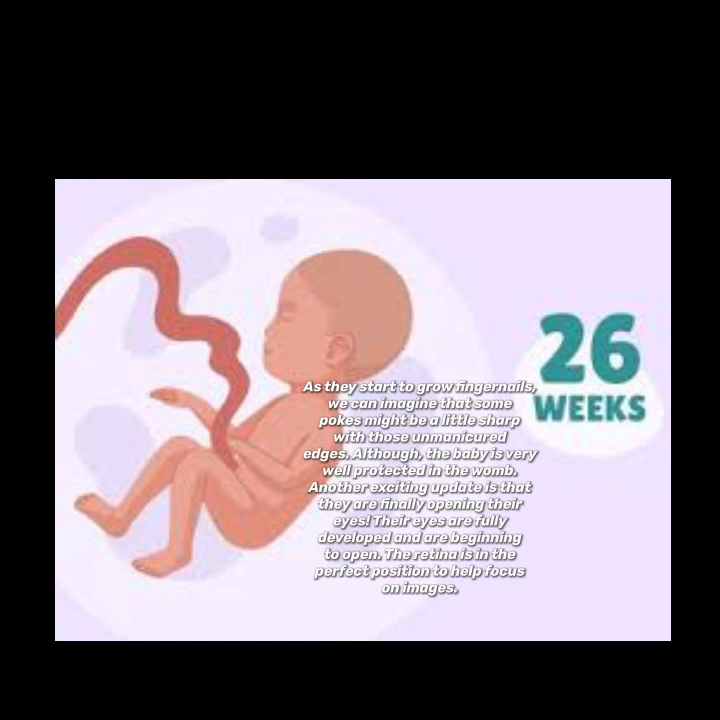 26
WEEKS
As they start to grow fingernails,
we can imagine that some
pokes might be a little sharp
with those unmanicured
edges. Although, the baby is very
well protected in the womb.
Another exciting update is that
they are finally opening their
eyes! Their eyes are fully
developed and are beginning
to open. The retina is in the
perfect position to help focus
on images.